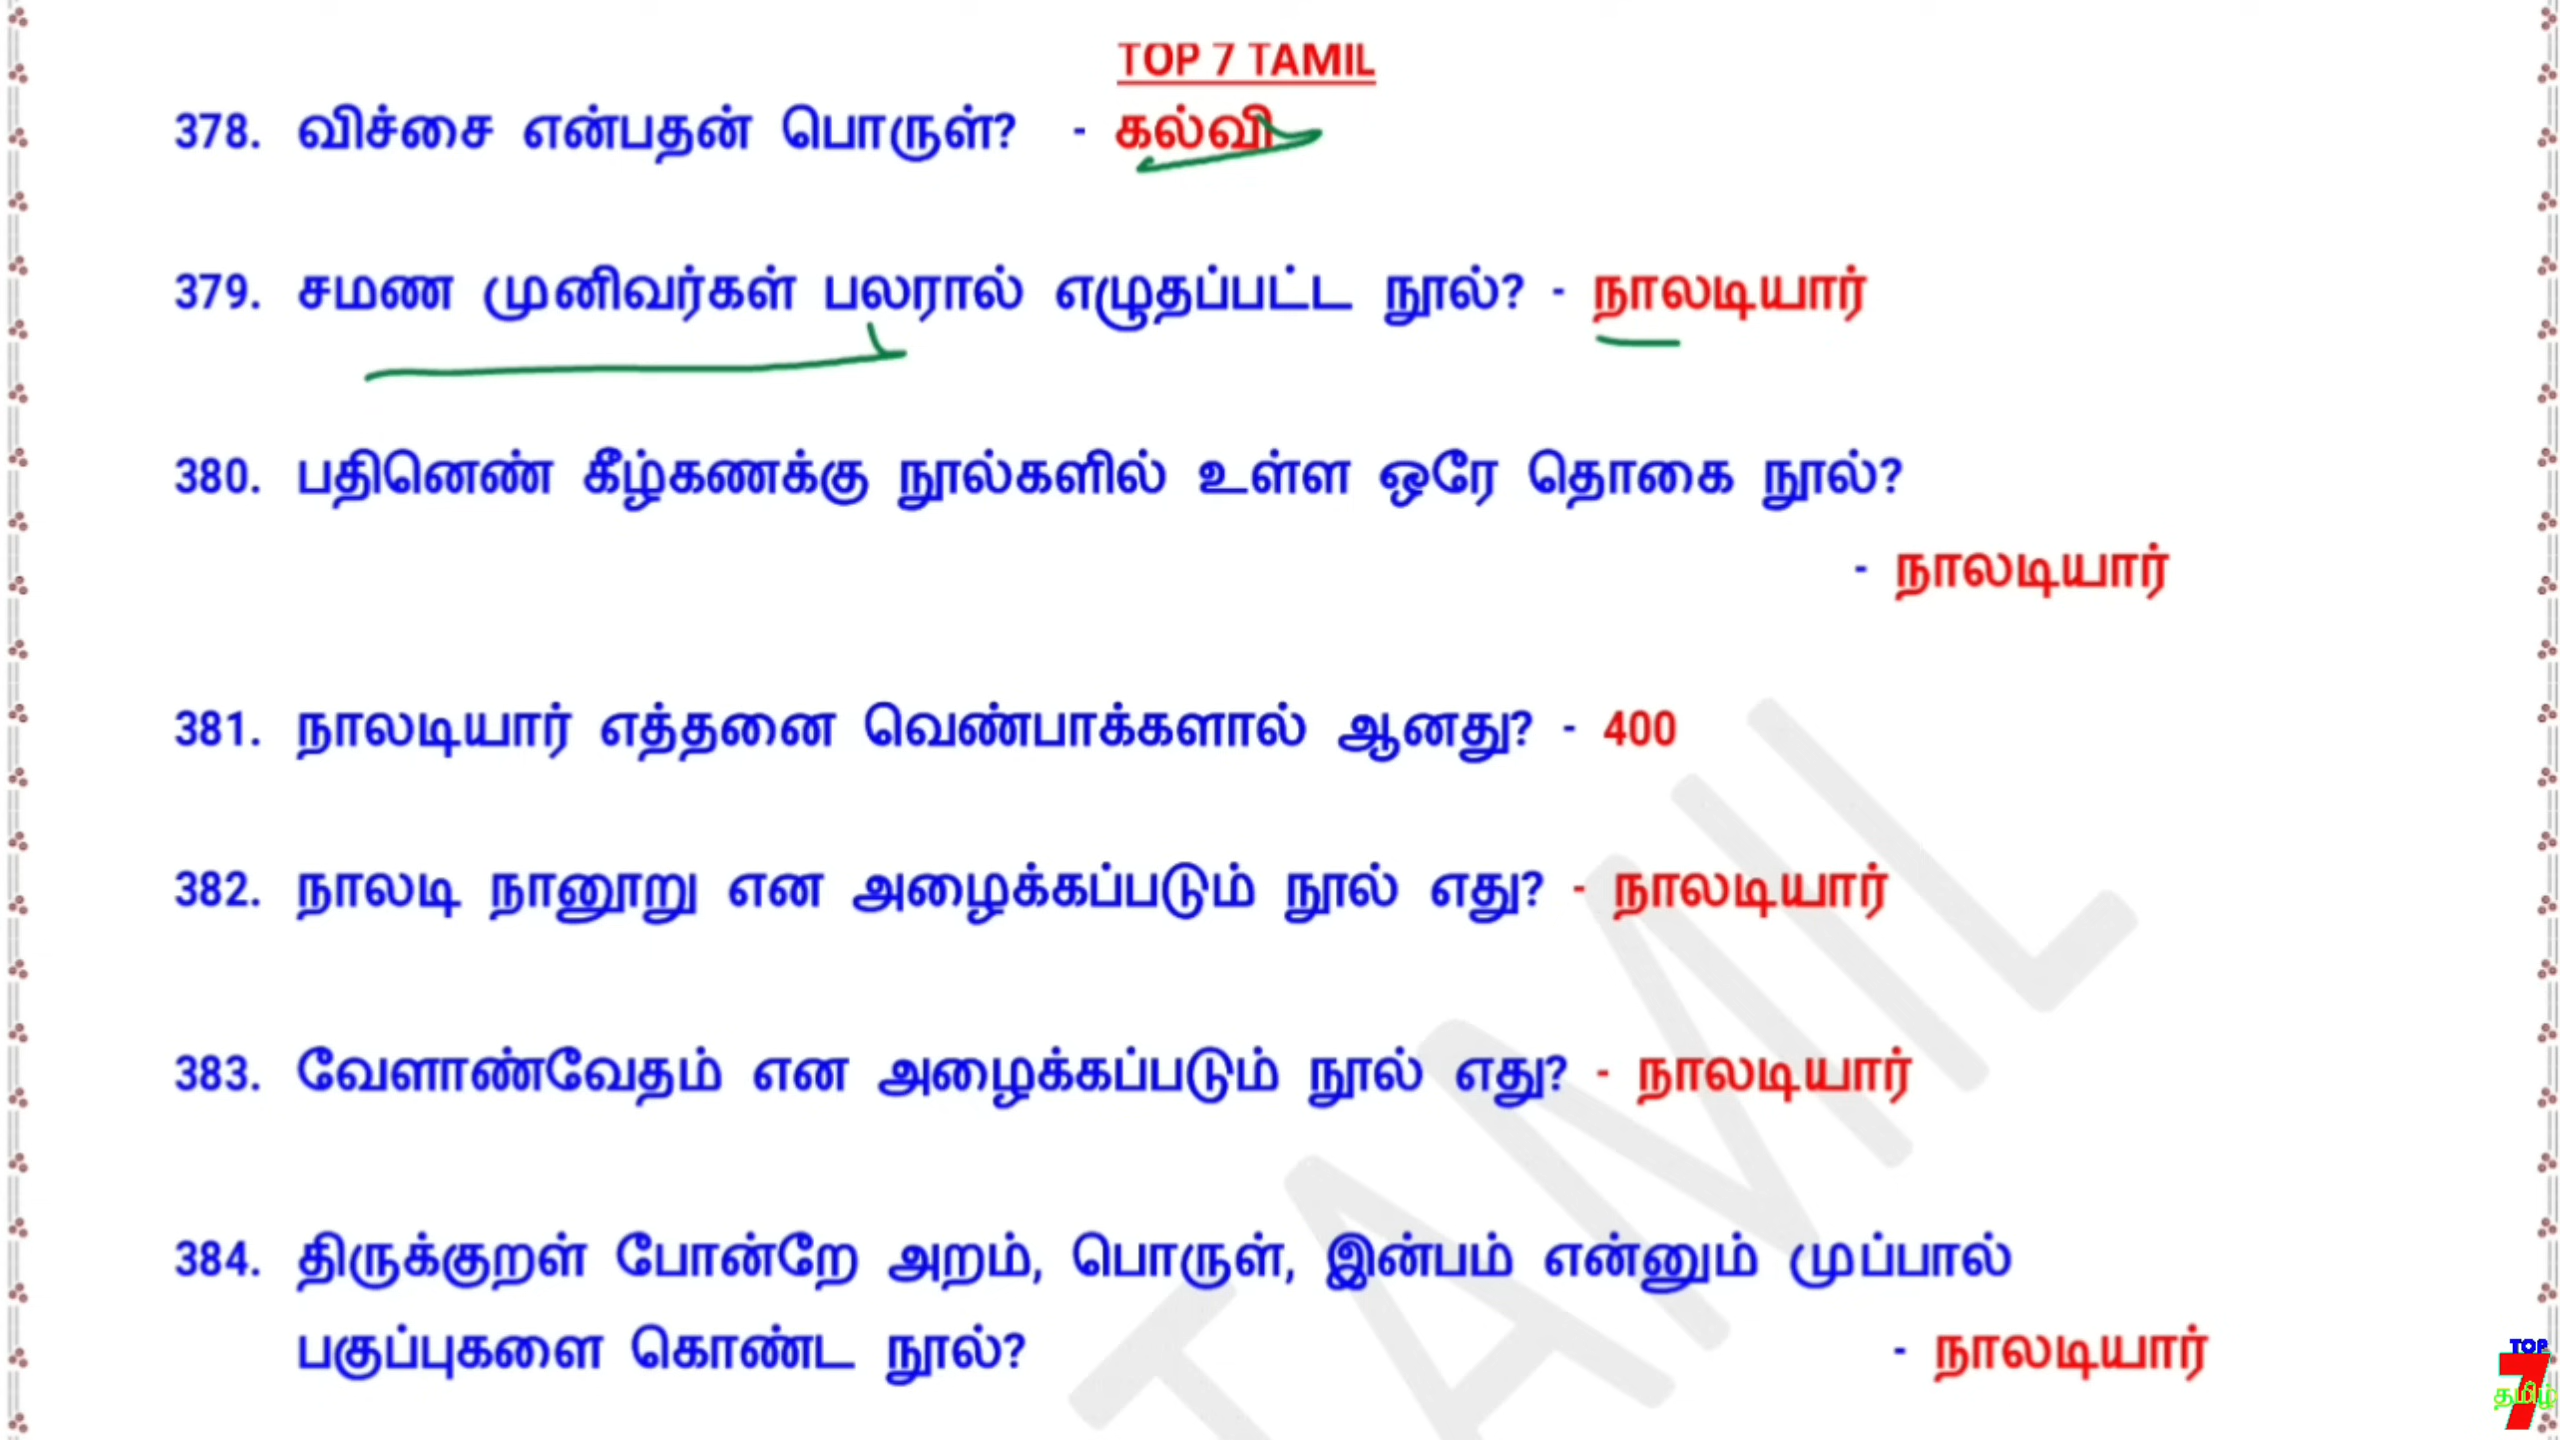 TOP 7 TAMIL
378. விச்சை என்பதன் பொருள்? - கல்வி
379. சமண முனிவர்கள் பலரால் எழுதப்பட்ட நூல்? - நாலடியார்
380. பதினெண் கீழ்கணக்கு நூல்களில் உள்ள ஒரே தொகை நூல்?
- நாலடியார்
381. நாலடியார் எத்தனை வெண்பாக்களால் ஆனது? - 400
382. நாலடி நானூறு என அழைக்கப்படும் நூல் எது? - நாலடியார்
383. வேளாண்வேதம் என அழைக்கப்படும் நூல் எது? - நாலடியார்
384. திருக்குறள் போன்றே அறம், பொருள், இன்பம் என்னும் முப்பால்
பகுப்புகளை கொண்ட நூல்? - நாலடியார்
TAMIL
TOP
7
தமிழ்